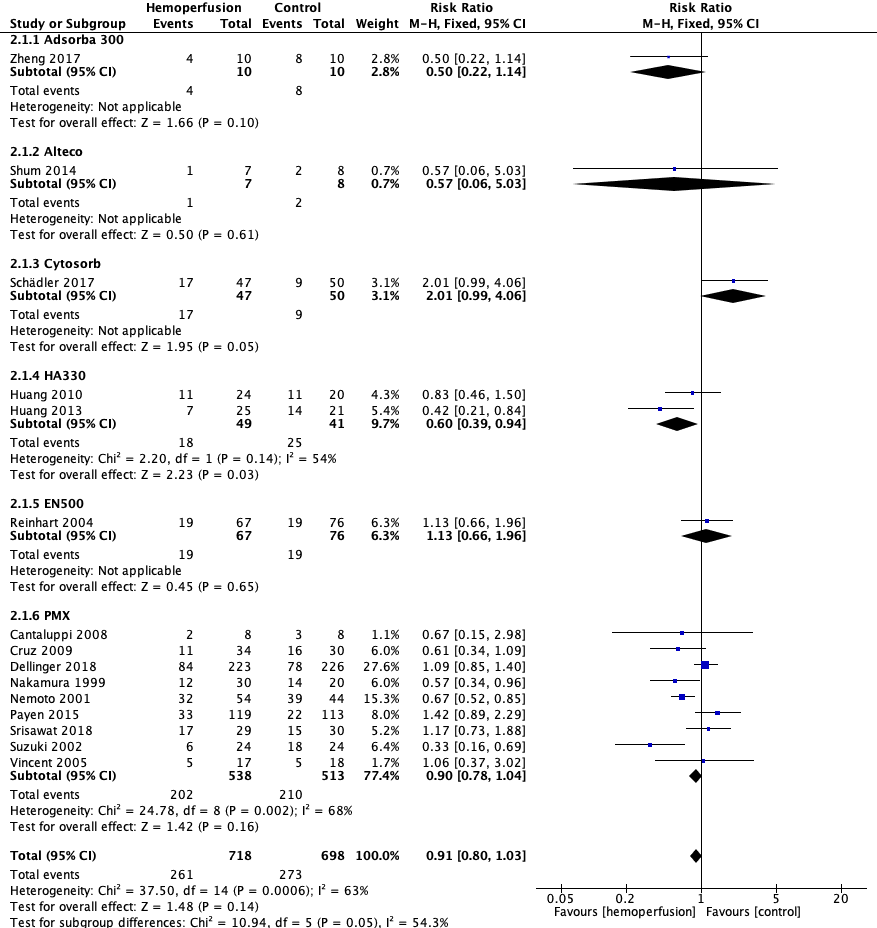 Hemoperfusion Control Risk Ratio Risk Ratio
Study or Subgroup Events Total Events Total Weight M-H, Fixed, 95% CI M-H, Fixed, 95% CI
2.1.1 Adsorba 300
Zheng 2017 4 10 8 10 2.8% 0.50 [0.22, 1.14]
Subtotal (95% CI) 10 10 2.8% 0.50 [0.22, 1.14]
Total events 4 8
Heterogeneity: Not applicable
Test for overall effect: Z = 1.66 (P = 0.10)
2.1.2 Alteco
Shum 2014 1 7 2 8 0.7% 0.57 [0.06, 5.03]
Subtotal (95% CI) 7 8 0.7% 0.57 [0.06, 5.03]
Total events 1 2
Heterogeneity: Not applicable
Test for overall effect: Z = 0.50 (P = 0.61)
2.1.3 Cytosorb
Schädler 2017 17 47 9 50 3.1% 2.01 [0.99, 4.06]
Subtotal (95% CI) 47 50 3.1% 2.01 [0.99, 4.06]
Total events 17 9
Heterogeneity: Not applicable
Test for overall effect: Z = 1.95 (P = 0.05)
2.1.4 HA330
Huang 2010 11 24 11 20 4.3% 0.83 [0.46, 1.50]
Huang 2013 7 25 14 21 5.4% 0.42 [0.21, 0.84]
Subtotal (95% CI) 49 41 9.7% 0.60 [0.39, 0.94]
Total events 18 25
Heterogeneity: Chi² = 2.20, df = 1 (P = 0.14); I² = 54%
Test for overall effect: Z = 2.23 (P = 0.03)
2.1.5 EN500
Reinhart 2004 19 67 19 76 6.3% 1.13 [0.66, 1.96]
Subtotal (95% CI) 67 76 6.3% 1.13 [0.66, 1.96]
Total events 19 19
Heterogeneity: Not applicable
Test for overall effect: Z = 0.45 (P = 0.65)
2.1.6 PMX
Cantaluppi 2008 2 8 3 8 1.1% 0.67 [0.15, 2.98]
Cruz 2009 11 34 16 30 6.0% 0.61 [0.34, 1.09]
Dellinger 2018 84 223 78 226 27.6% 1.09 [0.85, 1.40]
Nakamura 1999 12 30 14 20 6.0% 0.57 [0.34, 0.96]
Nemoto 2001 32 54 39 44 15.3% 0.67 [0.52, 0.85]
Payen 2015 33 119 22 113 8.0% 1.42 [0.89, 2.29]
Srisawat 2018 17 29 15 30 5.2% 1.17 [0.73, 1.88]
Suzuki 2002 6 24 18 24 6.4% 0.33 [0.16, 0.69]
Vincent 2005 5 17 5 18 1.7% 1.06 [0.37, 3.02]
Subtotal (95% CI) 538 513 77.4% 0.90 [0.78, 1.04]
Total events 202 210
Heterogeneity: Chi² = 24.78, df = 8 (P = 0.002); I² = 68%
Test for overall effect: Z = 1.42 (P = 0.16)
Total (95% CI) 718 698 100.0% 0.91 [0.80, 1.03]
Total events 261 273
Heterogeneity: Chi² = 37.50, df = 14 (P = 0.0006); I² = 63%
Test for overall effect: Z = 1.48 (P = 0.14)
Test for subgroup differences: Chi² = 10.94, df = 5 (P = 0.05), I² = 54.3%
0.05 0.2 1 5 20
Favours [hemoperfusion] Favours [control]